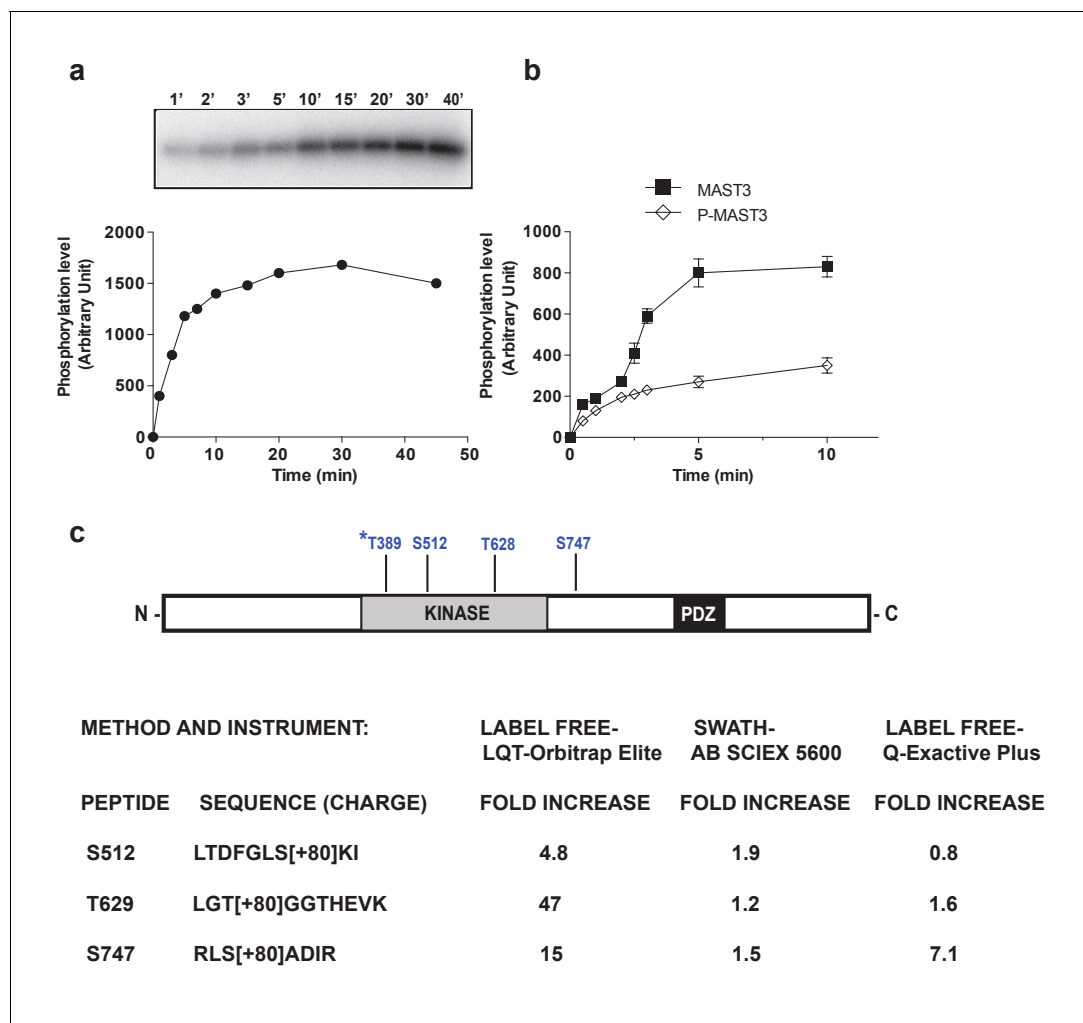 a
1' 2' 3' 5' 10' 15' 20' 30' 40'
Phosphorylation level
(Arbitrary Unit)
2000
1500
1000
500
0
0 10 20 30 40 50
Time (min)
b
MAST3
P-MAST3
Phosphorylation level
(Arbitrary Unit)
1000
800
600
400
200
0
0 5 10
Time (min)
c
*T389 S512 T628 S747
N - KINASE PDZ - C
METHOD AND INSTRUMENT: LABEL FREE- SWATH- LABEL FREE-
LQT-Orbitrap Elite AB SCIEX 5600 Q-Exactive Plus
PEPTIDE SEQUENCE (CHARGE) FOLD INCREASE FOLD INCREASE FOLD INCREASE
S512 LTDFGLS[+80]KI 4.8 1.9 0.8
T629 LGT[+80]GGTHEVK 47 1.2 1.6
S747 RLS[+80]ADIR 15 1.5 7.1